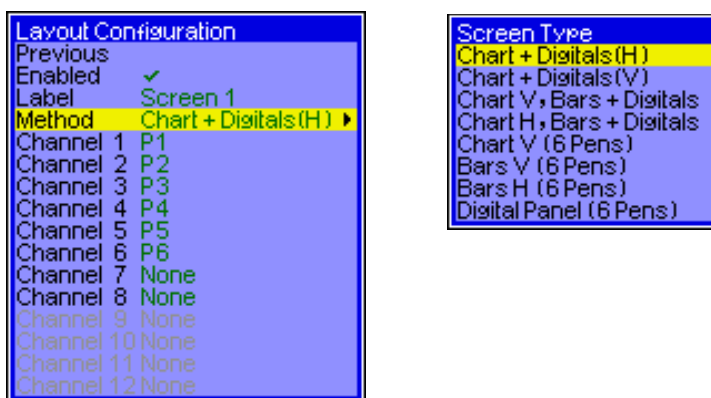 Layout Configuration
Previous
Enabled ✓
Label Screen 1
Method Chart + Digitals(H)
Channel 1 P1
Channel 2 P2
Channel 3 P3
Channel 4 P4
Channel 5 P5
Channel 6 P6
Channel 7 None
Channel 8 None
Channel 9 None
Channel 10 None
Channel 11 None
Channel 12 None
Screen Type
Chart + Digitals(H)
Chart + Digitals(V)
Chart V, Bars + Digitals
Chart H, Bars + Digitals
Chart V (6 Pens)
Bars V (6 Pens)
Bars H (6 Pens)
Digital Panel (6 Pens)